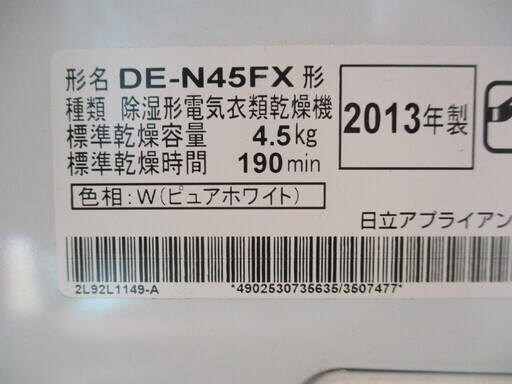 形名 DE-N45FX 形
種類 除湿形電気衣類乾燥機
標準乾燥容量 4.5kg
標準乾燥時間 190min
2013年製
色相:W(ピュアホワイト)
日立アプライアン
2L92L1149-A
*4902530735635/3507477*